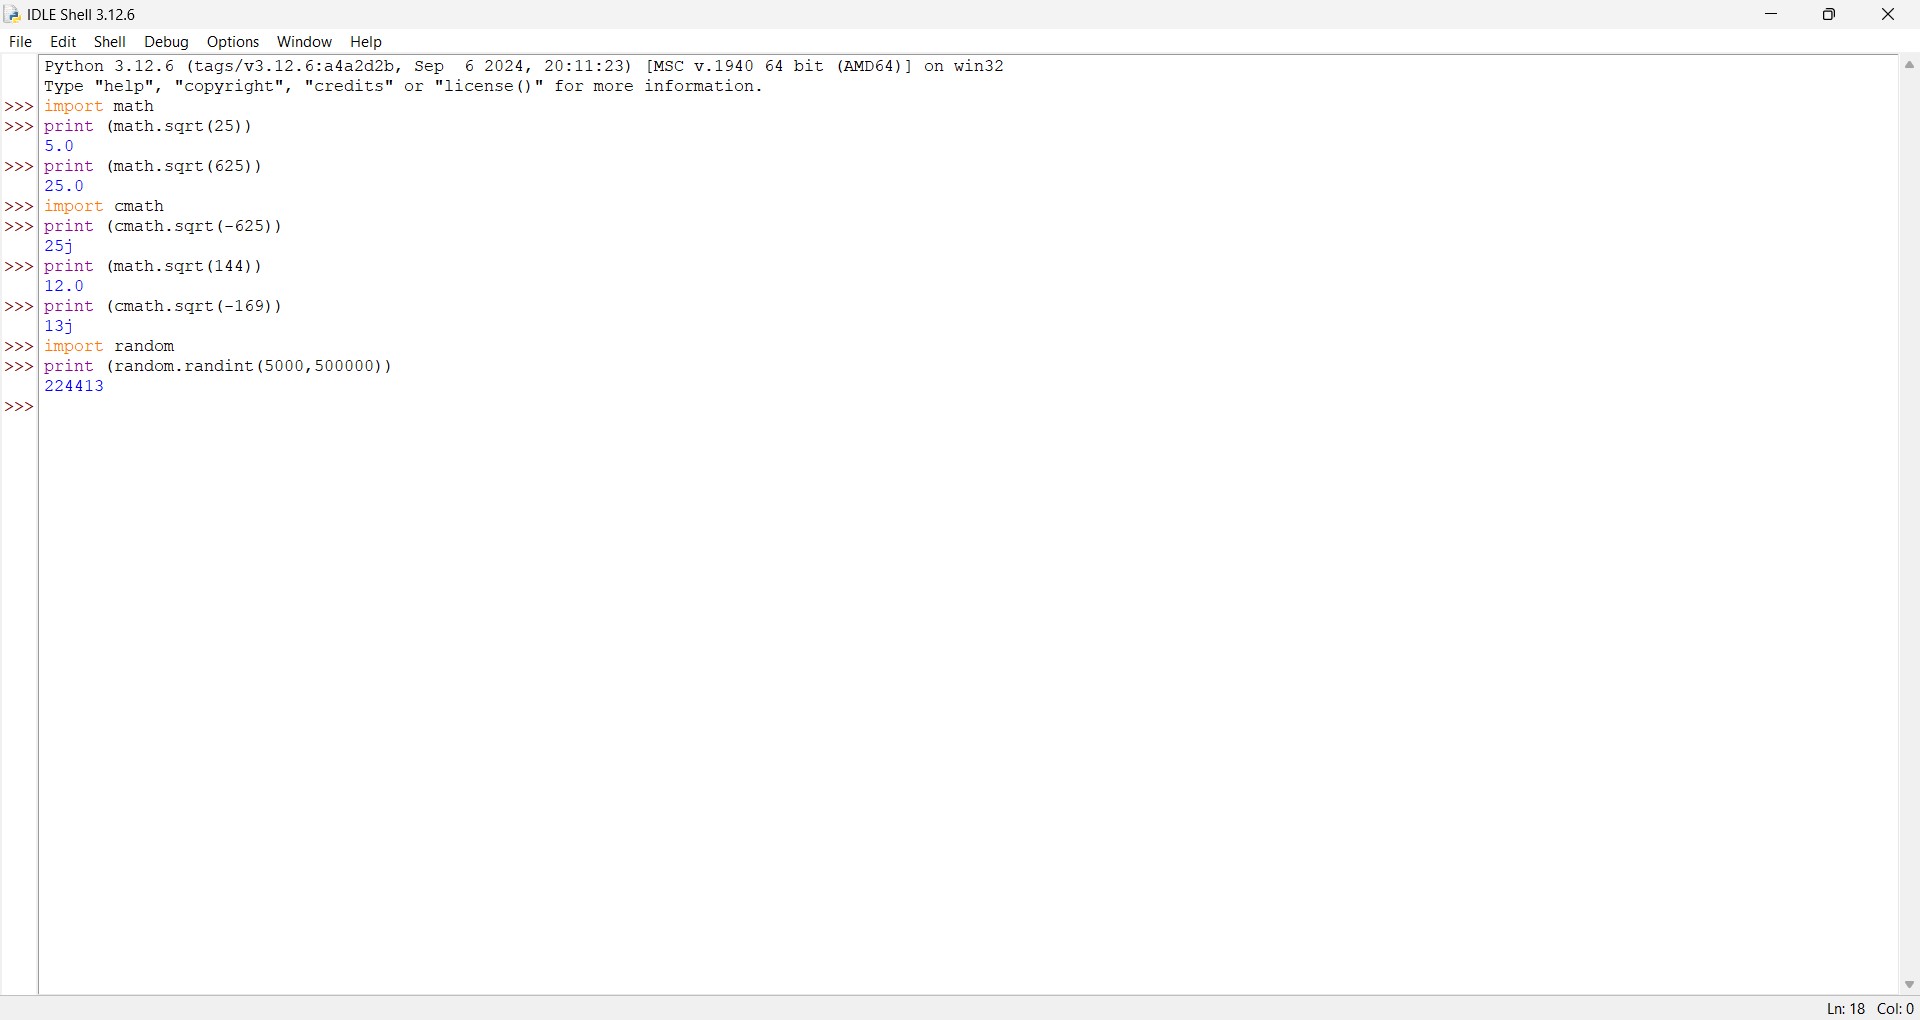 IDLE Shell 3.12.6
File Edit Shell Debug Options Window Help
Python 3.12.6 (tags/v3.12.6:a4a2d2b, Sep  6 2024, 20:11:23) [MSC v.1940 64 bit (AMD64)] on win32
Type "help", "copyright", "credits" or "license()" for more information.
>>> import math
>>> print (math.sqrt(25))
5.0
>>> print (math.sqrt(625))
25.0
>>> import cmath
>>> print (cmath.sqrt(-625))
25j
>>> print (math.sqrt(144))
12.0
>>> print (cmath.sqrt(-169))
13j
>>> import random
>>> print (random.randint(5000,500000))
224413
>>>
Ln: 18 Col: 0